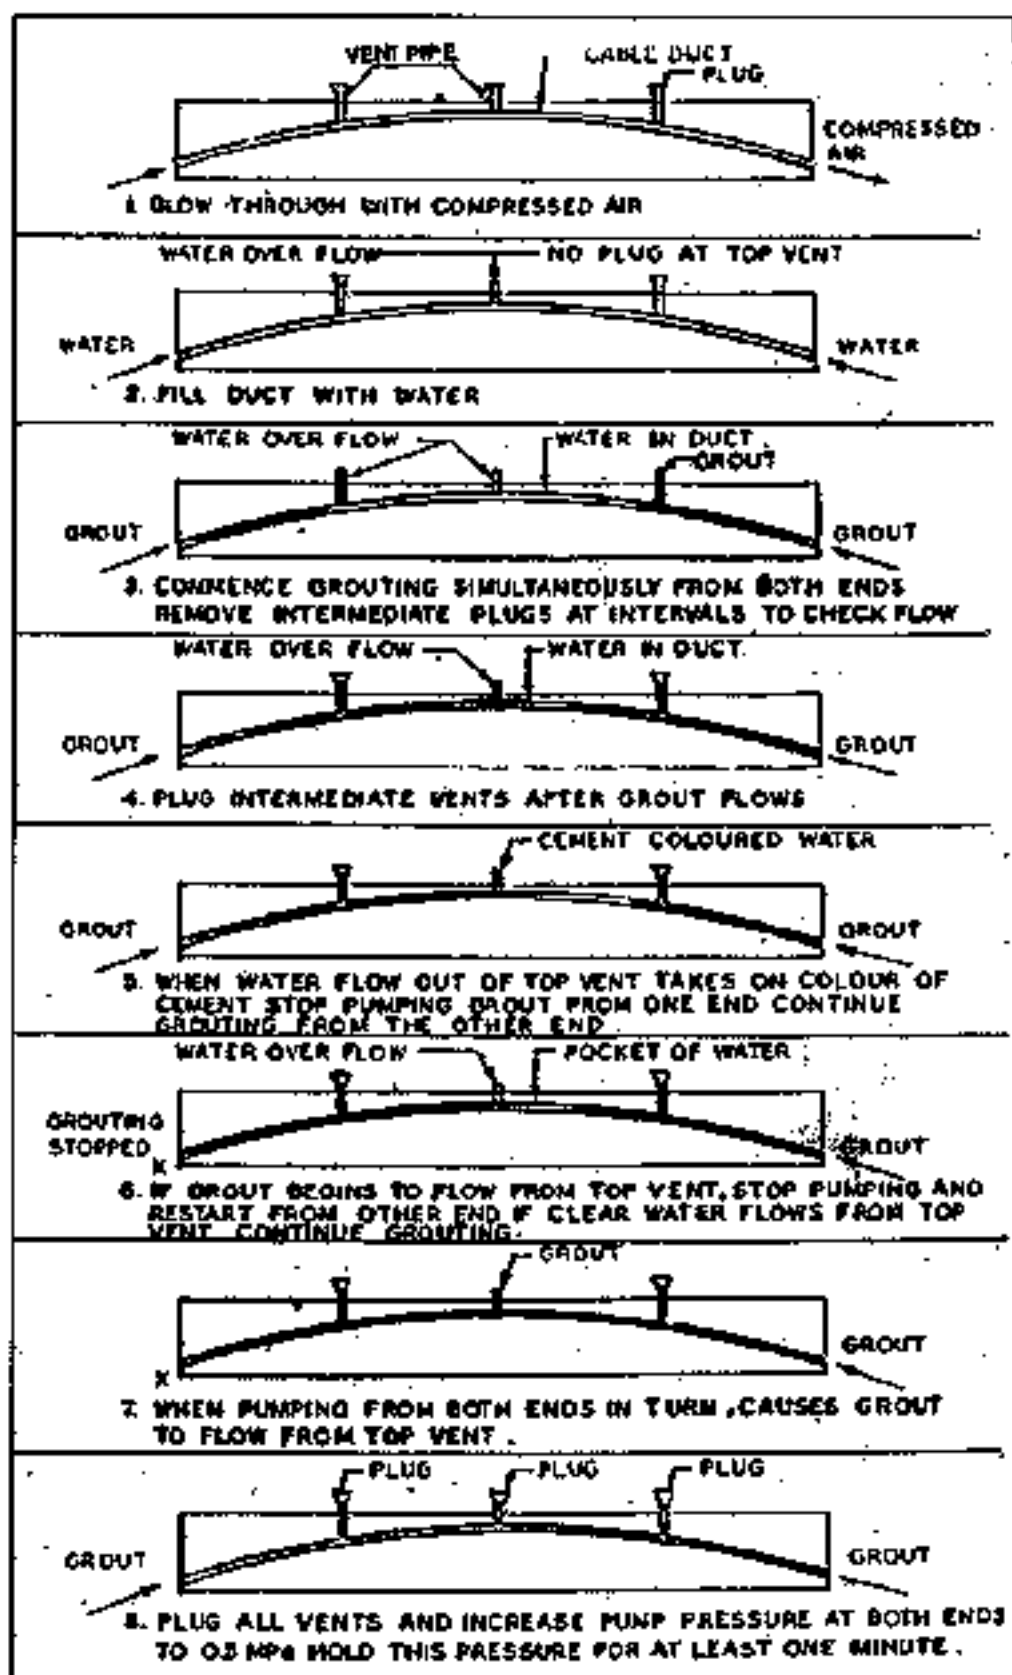 VENT PIPE
CABLE DUCT
PLUG
COMPRESSED
AIR
1. BLOW THROUGH WITH COMPRESSED AIR
WATER OVER FLOW
NO PLUG AT TOP VENT
WATER
WATER
2. FILL DUCT WITH WATER
WATER OVER FLOW
WATER IN DUCT
GROUT
GROUT
GROUT
3. COMMENCE GROUTING SIMULTANEOUSLY FROM BOTH ENDS
REMOVE INTERMEDIATE PLUGS AT INTERVALS TO CHECK FLOW
WATER OVER FLOW
WATER IN DUCT.
GROUT
GROUT
4. PLUG INTERMEDIATE VENTS AFTER GROUT FLOWS
CEMENT COLOURED WATER
GROUT
GROUT
5. WHEN WATER FLOW OUT OF TOP VENT TAKES ON COLOUR OF
CEMENT STOP PUMPING GROUT FROM ONE END CONTINUE
GROUTING FROM THE OTHER END
WATER OVER FLOW
POCKET OF WATER
GROUTING
STOPPED
X
GROUT
6. IF GROUT BEGINS TO FLOW FROM TOP VENT, STOP PUMPING AND
RESTART FROM OTHER END IF CLEAR WATER FLOWS FROM TOP
VENT CONTINUE GROUTING.
GROUT
GROUT
X
7. WHEN PUMPING FROM BOTH ENDS IN TURN, CAUSES GROUT
TO FLOW FROM TOP VENT.
PLUG
PLUG
PLUG
GROUT
GROUT
8. PLUG ALL VENTS AND INCREASE PUMP PRESSURE AT BOTH ENDS
TO MPa HOLD THIS PRESSURE FOR AT LEAST ONE MINUTE.